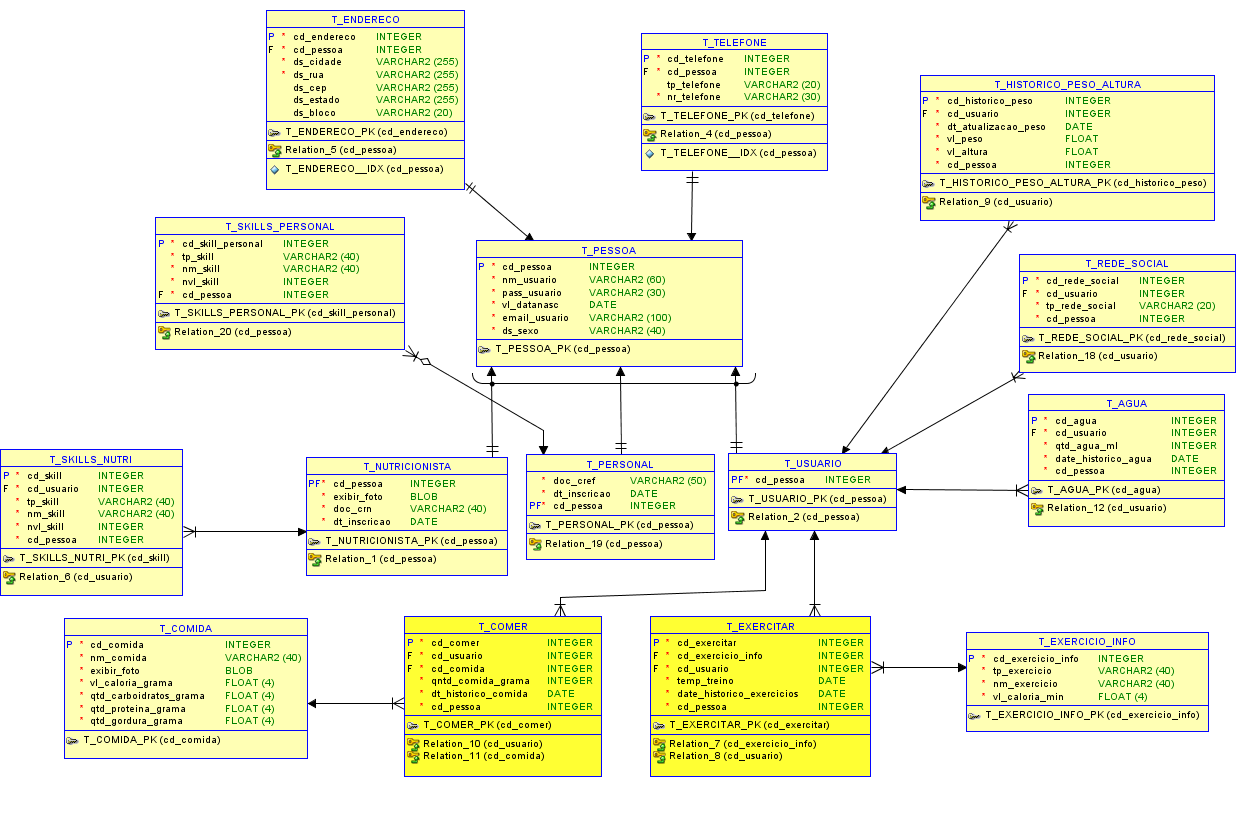 T_ENDERECO
P * cd_endereco INTEGER
F * cd_pessoa INTEGER
* ds_cidade VARCHAR2 (255)
* ds_rua VARCHAR2 (255)
ds_cep VARCHAR2 (255)
ds_estado VARCHAR2 (255)
ds_bloco VARCHAR2 (20)
T_ENDERECO_PK (cd_endereco)
Relation_5 (cd_pessoa)
T_ENDERECO__IDX (cd_pessoa)
T_TELEFONE
P * cd_telefone INTEGER
F * cd_pessoa INTEGER
tp_telefone VARCHAR2 (20)
* nr_telefone VARCHAR2 (30)
T_TELEFONE_PK (cd_telefone)
Relation_4 (cd_pessoa)
T_TELEFONE__IDX (cd_pessoa)
T_HISTORICO_PESO_ALTURA
P * cd_historico_peso INTEGER
F * cd_usuario INTEGER
* dt_atualizacao_peso DATE
* vl_peso FLOAT
* vl_altura FLOAT
* cd_pessoa INTEGER
T_HISTORICO_PESO_ALTURA_PK (cd_historico_peso)
Relation_9 (cd_usuario)
T_SKILLS_PERSONAL
P * cd_skill_personal INTEGER
* tp_skill VARCHAR2 (40)
* nm_skill VARCHAR2 (40)
* nvl_skill INTEGER
F * cd_pessoa INTEGER
T_SKILLS_PERSONAL_PK (cd_skill_personal)
Relation_20 (cd_pessoa)
T_PESSOA
P * cd_pessoa INTEGER
* nm_usuario VARCHAR2 (60)
* pass_usuario VARCHAR2 (30)
* vl_datanasc DATE
* email_usuario VARCHAR2 (100)
* ds_sexo VARCHAR2 (40)
T_PESSOA_PK (cd_pessoa)
T_REDE_SOCIAL
P * cd_rede_social INTEGER
F * cd_usuario INTEGER
* tp_rede_social VARCHAR2 (20)
* cd_pessoa INTEGER
T_REDE_SOCIAL_PK (cd_rede_social)
Relation_18 (cd_usuario)
T_AGUA
P * cd_agua INTEGER
F * cd_usuario INTEGER
* qtd_agua_ml INTEGER
* date_historico_agua DATE
* cd_pessoa INTEGER
T_AGUA_PK (cd_agua)
Relation_12 (cd_usuario)
T_SKILLS_NUTRI
P * cd_skill INTEGER
F * cd_usuario INTEGER
* tp_skill VARCHAR2 (40)
* nm_skill VARCHAR2 (40)
* nvl_skill INTEGER
* cd_pessoa INTEGER
T_SKILLS_NUTRI_PK (cd_skill)
Relation_6 (cd_usuario)
T_NUTRICIONISTA
PF* cd_pessoa INTEGER
* exibir_foto BLOB
* doc_crn VARCHAR2 (40)
* dt_inscricao DATE
T_NUTRICIONISTA_PK (cd_pessoa)
Relation_1 (cd_pessoa)
T_PERSONAL
* doc_cref VARCHAR2 (50)
* dt_inscricao DATE
PF* cd_pessoa INTEGER
T_PERSONAL_PK (cd_pessoa)
Relation_19 (cd_pessoa)
T_USUARIO
PF* cd_pessoa INTEGER
T_USUARIO_PK (cd_pessoa)
Relation_2 (cd_pessoa)
T_COMIDA
P * cd_comida INTEGER
* nm_comida VARCHAR2 (40)
* exibir_foto BLOB
* vl_caloria_grama FLOAT (4)
* qtd_carboidratos_grama FLOAT (4)
* qtd_proteina_grama FLOAT (4)
* qtd_gordura_grama FLOAT (4)
T_COMIDA_PK (cd_comida)
T_COMER
P * cd_comer INTEGER
F * cd_usuario INTEGER
F * cd_comida INTEGER
* qntd_comida_grama INTEGER
* dt_historico_comida DATE
* cd_pessoa INTEGER
T_COMER_PK (cd_comer)
Relation_10 (cd_usuario)
Relation_11 (cd_comida)
T_EXERCITAR
P * cd_exercitar INTEGER
F * cd_exercicio_info INTEGER
F * cd_usuario INTEGER
* temp_treino DATE
* date_historico_exercicios DATE
* cd_pessoa INTEGER
T_EXERCITAR_PK (cd_exercitar)
Relation_7 (cd_exercicio_info)
Relation_8 (cd_usuario)
T_EXERCICIO_INFO
P * cd_exercicio_info INTEGER
* tp_exercicio VARCHAR2 (40)
* nm_exercicio VARCHAR2 (40)
* vl_caloria_min FLOAT (4)
T_EXERCICIO_INFO_PK (cd_exercicio_info)